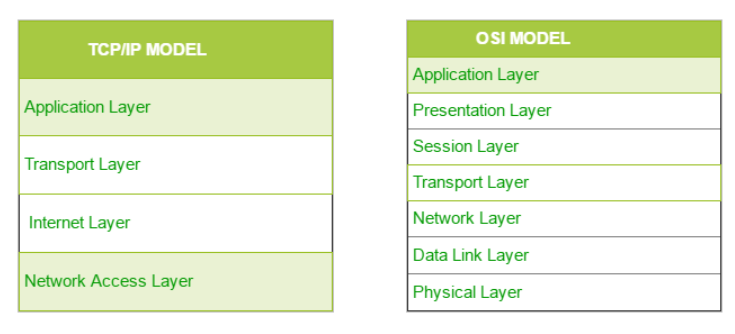 TCP/IP MODEL
Application Layer
Transport Layer
Internet Layer
Network Access Layer
OSI MODEL
Application Layer
Presentation Layer
Session Layer
Transport Layer
Network Layer
Data Link Layer
Physical Layer